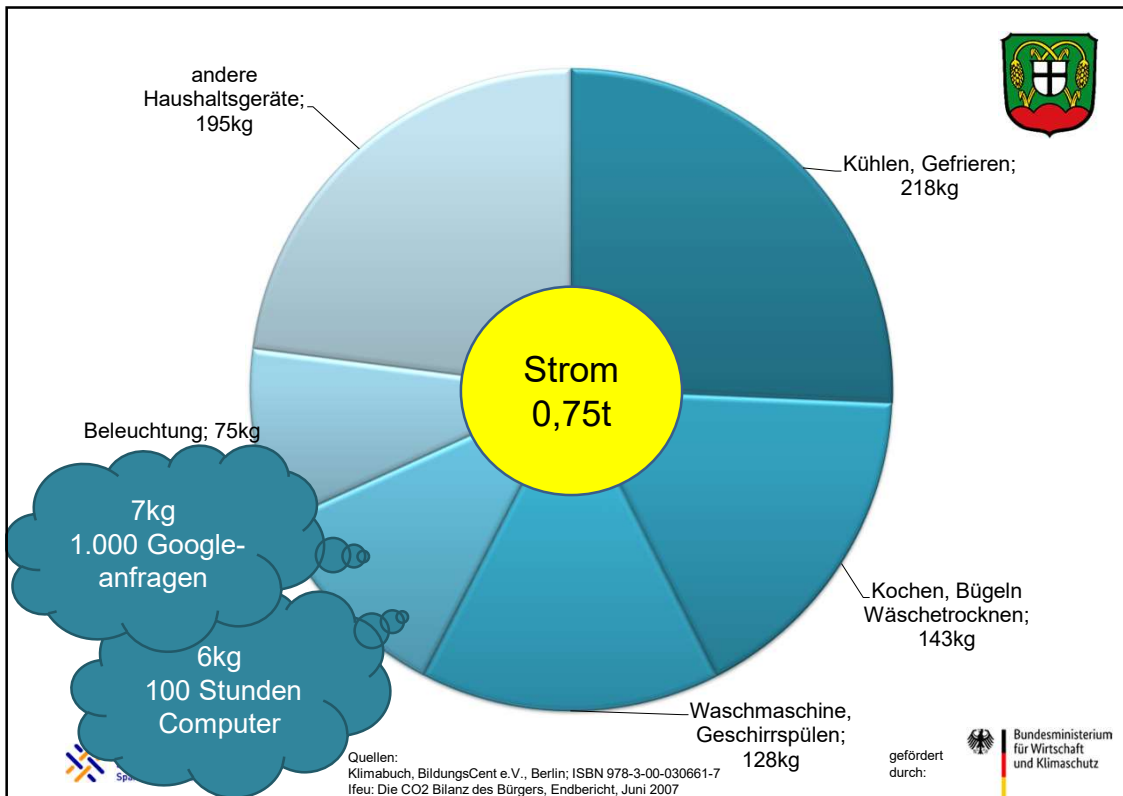 andere
Haushaltsgeräte;
195kg
Kühlen, Gefrieren;
218kg
Strom
0,75t
Beleuchtung; 75kg
7kg
1.000 Google-
anfragen
6kg
100 Stunden
Computer
Kochen, Bügeln
Wäschetrocknen;
143kg
Waschmaschine,
Geschirrspülen;
128kg
Quellen:
Klimabuch, BildungsCent e.V., Berlin; ISBN 978-3-00-030661-7
Ifeu: Die CO2 Bilanz des Bürgers, Endbericht, Juni 2007
gefördert
durch:
Bundesministerium
für Wirtschaft
und Klimaschutz